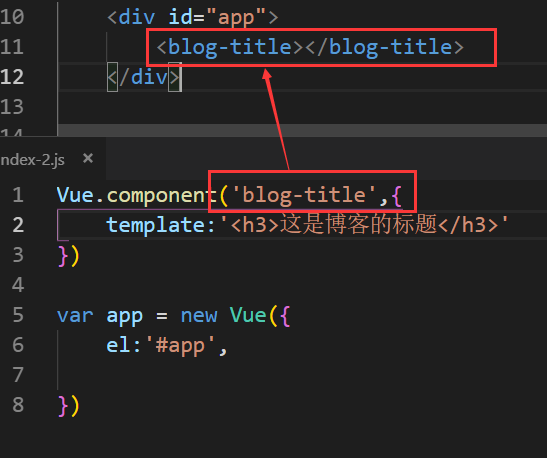 10 <div id="app">
11 <blog-title></blog-title>
12 </div>
13
ndex-2.js ×
1 Vue.component('blog-title',{
2 template:'<h3>这是博客的标题</h3>'
3 })
4
5 var app = new Vue({
6 el:'#app',
7
8 })